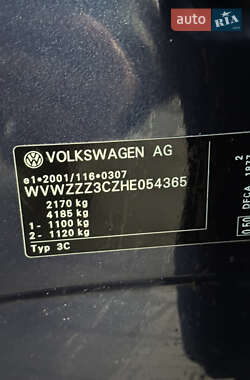 AUTO.RIA
VOLKSWAGEN AG
e1*2001/116*0307
WVWZZZ3CZHE054365
2170 kg
4185 kg
1- 1100 kg
2- 1120 kg
Typ 3C